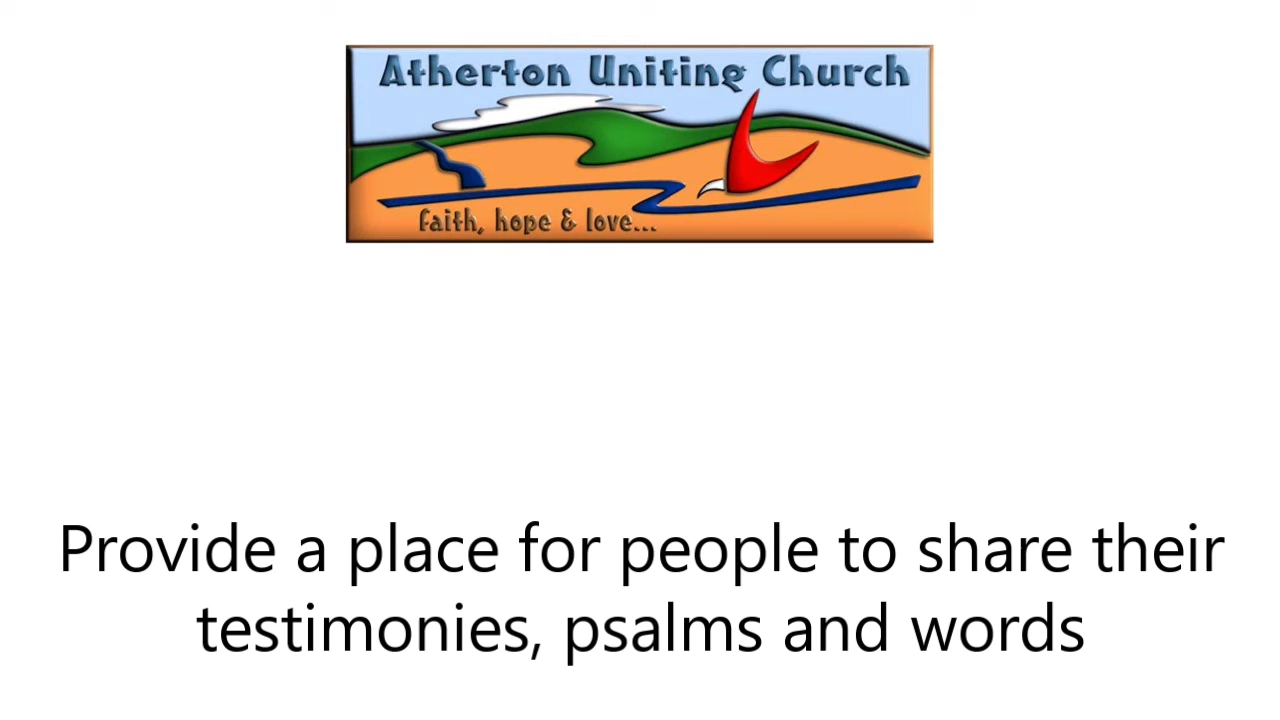 Atherton Uniting Church
faith, hope & love...
Provide a place for people to share their
testimonies, psalms and words